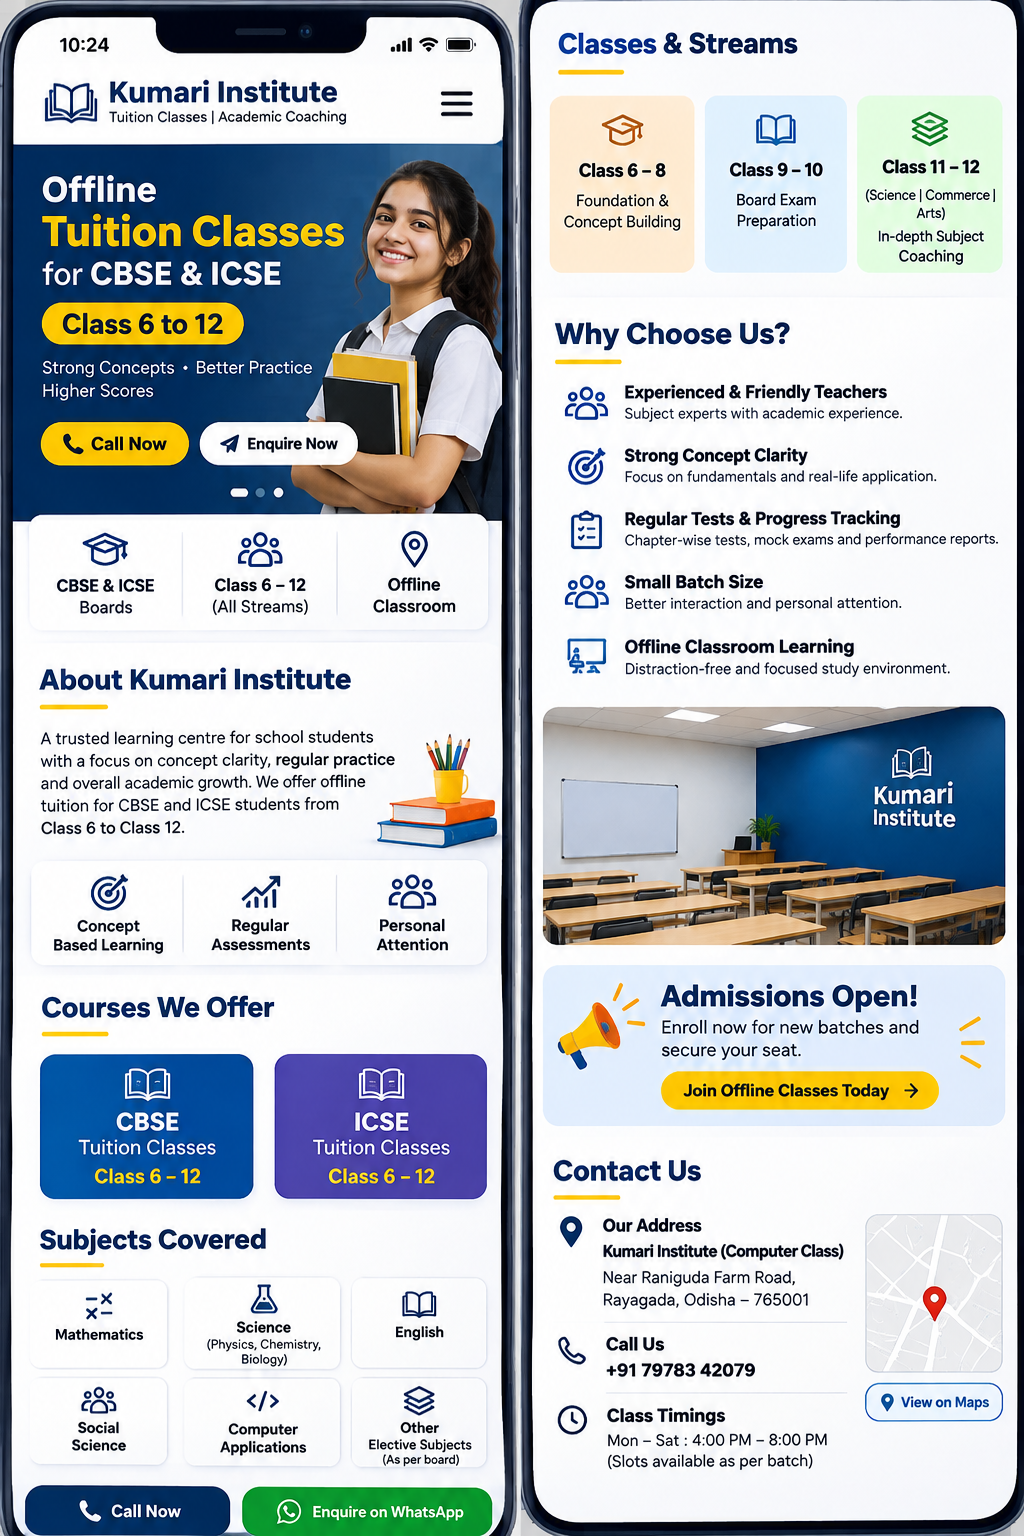 10:24
Kumari Institute
Tuition Classes | Academic Coaching
Offline
Tuition Classes
for CBSE & ICSE
Class 6 to 12
Strong Concepts • Better Practice
Higher Scores
Call Now
Enquire Now
CBSE & ICSE
Boards
Class 6 – 12
(All Streams)
Offline
Classroom
About Kumari Institute
A trusted learning centre for school students
with a focus on concept clarity, regular practice
and overall academic growth. We offer offline
tuition for CBSE and ICSE students from
Class 6 to Class 12.
Concept
Based Learning
Regular
Assessments
Personal
Attention
Courses We Offer
CBSE
Tuition Classes
Class 6 – 12
ICSE
Tuition Classes
Class 6 – 12
Subjects Covered
Mathematics
Science
(Physics, Chemistry,
Biology)
English
Social
Science
Computer
Applications
Other
Elective Subjects
(As per board)
Call Now
Enquire on WhatsApp
Classes & Streams
Class 6 – 8
Foundation &
Concept Building
Class 9 – 10
Board Exam
Preparation
Class 11 – 12
(Science | Commerce |
Arts)
In-depth Subject
Coaching
Why Choose Us?
Experienced & Friendly Teachers
Subject experts with academic experience.
Strong Concept Clarity
Focus on fundamentals and real-life application.
Regular Tests & Progress Tracking
Chapter-wise tests, mock exams and performance reports.
Small Batch Size
Better interaction and personal attention.
Offline Classroom Learning
Distraction-free and focused study environment.
Kumari
Institute
Admissions Open!
Enroll now for new batches and
secure your seat.
Join Offline Classes Today →
Contact Us
Our Address
Kumari Institute (Computer Class)
Near Raniguda Farm Road,
Rayagada, Odisha – 765001
Call Us
+91 79783 42079
Class Timings
Mon – Sat : 4:00 PM – 8:00 PM
(Slots available as per batch)
View on Maps